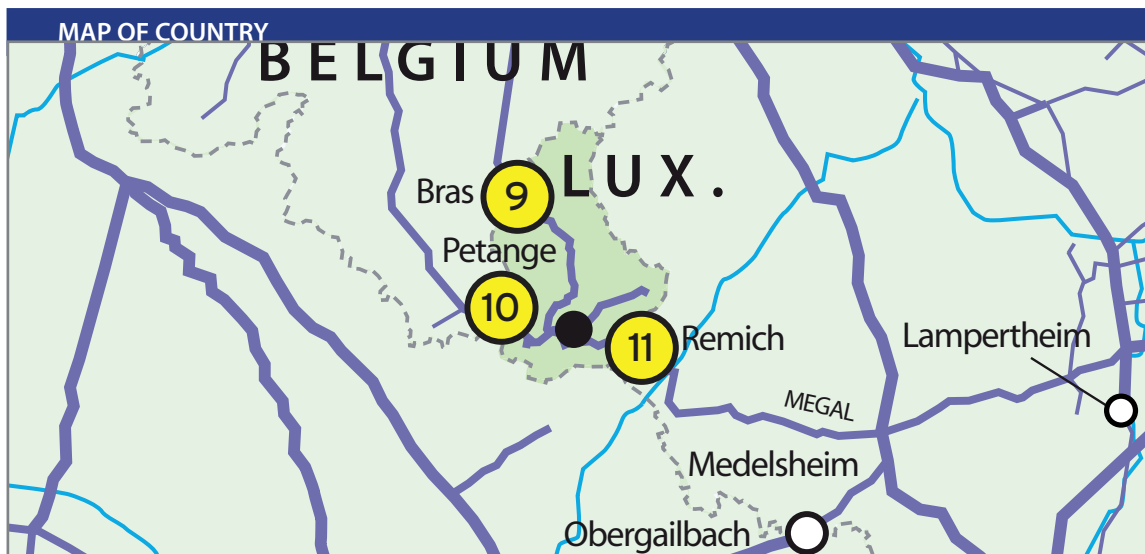 MAP OF COUNTRY
BELGIUM
LUX.
Bras
9
Petange
10
11
Remich
Lampertheim
MEGAL
Medelsheim
Obergailbach